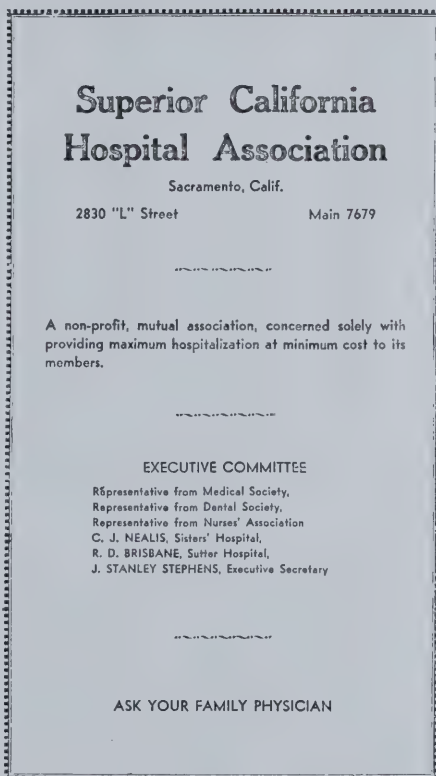 Superior California
Hospital Association
Sacramento, Calif.
2830 "L" Street Main 7679
A non-profit, mutual association, concerned solely with
providing maximum hospitalization at minimum cost to its
members.
EXECUTIVE COMMITTEE
Representative from Medical Society,
Representative from Dental Society,
Representative from Nurses' Association
C. J. NEALIS, Sisters' Hospital,
R. D. BRISBANE, Sutter Hospital,
J. STANLEY STEPHENS, Executive Secretary
ASK YOUR FAMILY PHYSICIAN